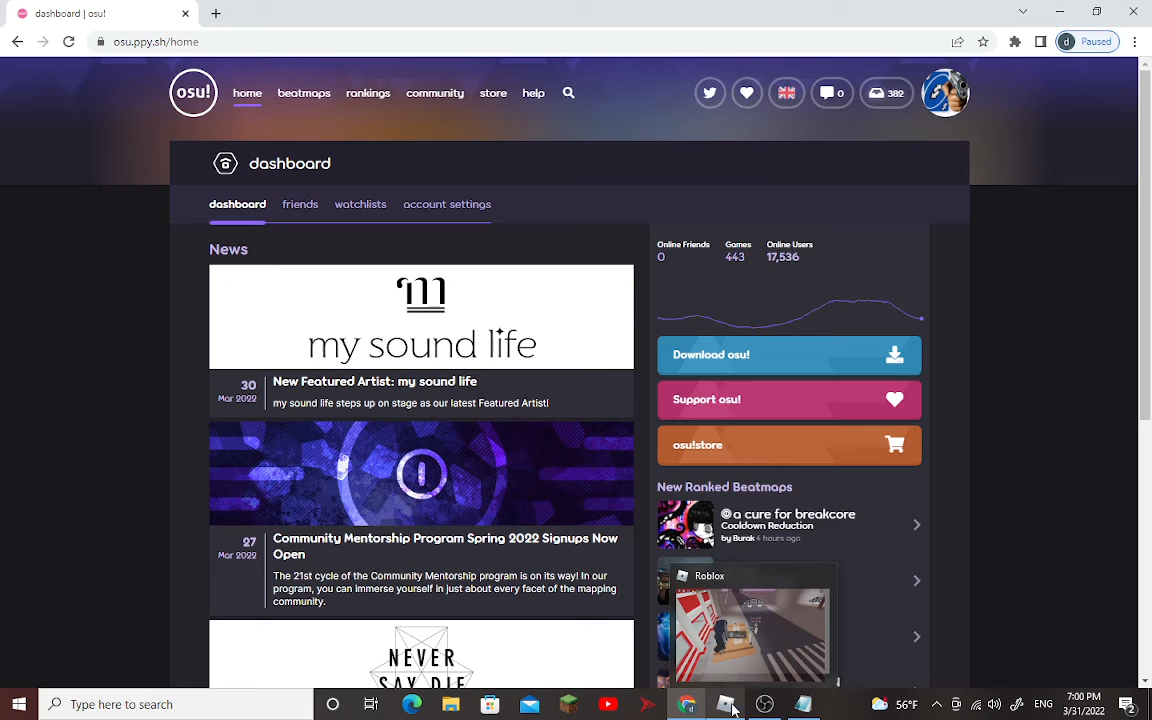 dashboard | osu!
osu.ppy.sh/home
d Paused
osu! home beatmaps rankings community store help 0 382
dashboard
dashboard friends watchlists account settings
News
m
my sound life
30 Mar 2022
New Featured Artist: my sound life
my sound life steps up on stage as our latest Featured Artist!
27 Mar 2022
Community Mentorship Program Spring 2022 Signups Now
Open
The 21st cycle of the Community Mentorship program is on its way! In our
program, you can immerse yourself in just about every facet of the mapping
community.
NEVER
SAY DIE
Online Friends Games Online Users
0 443 17,536
Download osu!
Support osu!
osu!store
New Ranked Beatmaps
a cure for breakcore
Cooldown Reduction
by Burak 4 hours ago
Roblox
Type here to search
d
56°F ENG 7:00 PM
3/31/2022 2